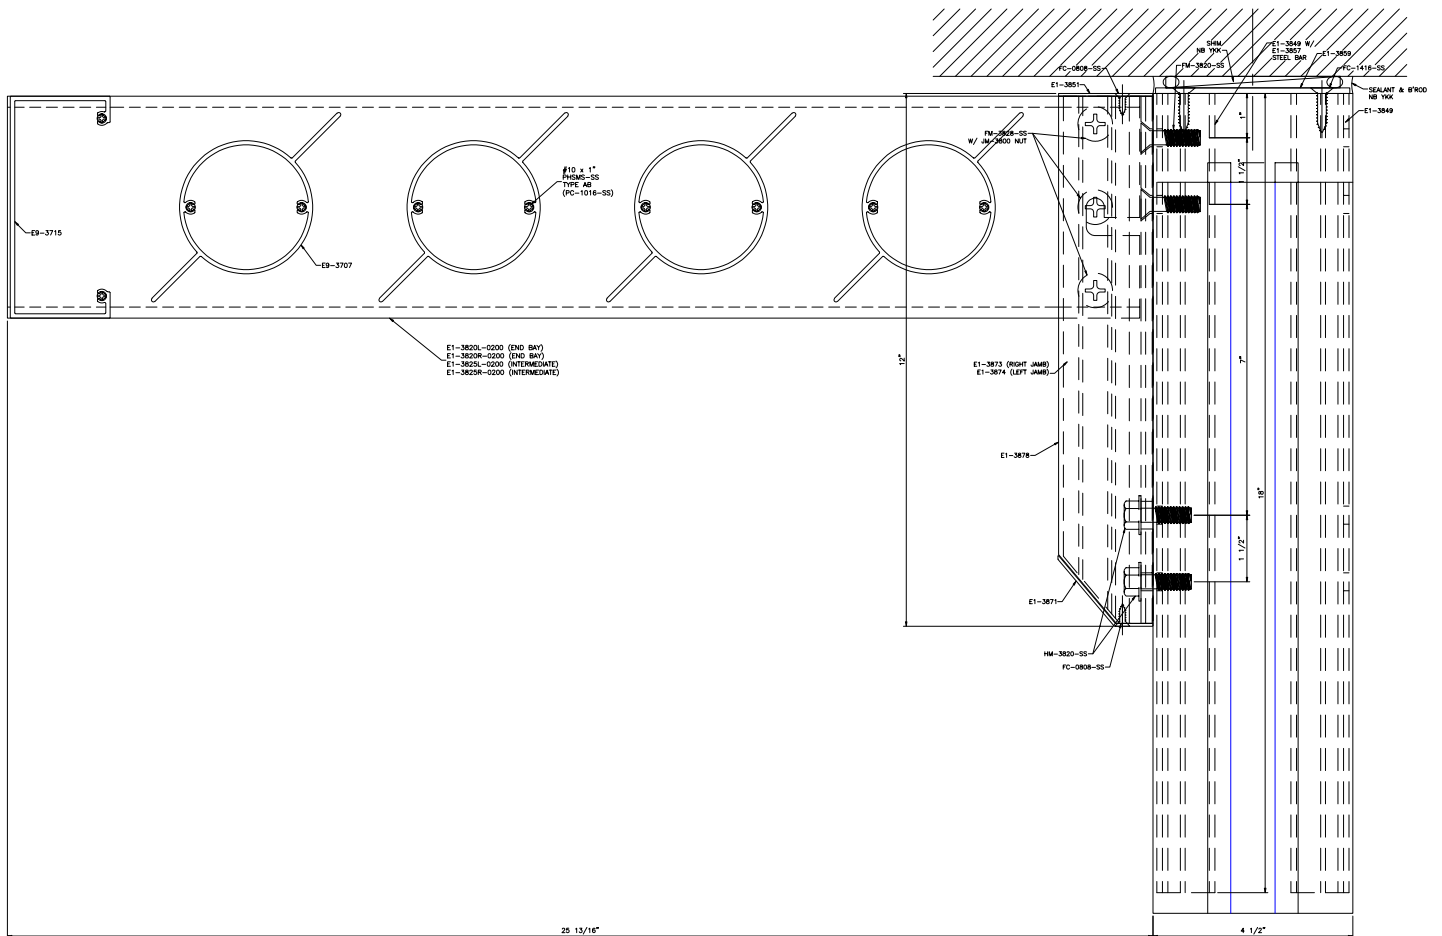 SHIM
NB YKK
E1-3849 W/
E1-3857
STEEL BAR
E1-3859
FM-3820-SS
FC-1416-SS
FC-0808-SS
E1-3851
SEALANT & B'ROD
NB YKK
E1-3849
1"
FM-3828-SS
W/ JM-3800 NUT
1 1/2"
#10 x 1"
PHSMS-SS
TYPE AB
(PC-1016-SS)
E9-3715
E9-3707
E1-3820L-0200 (END BAY)
E1-3820R-0200 (END BAY)
E1-3825L-0200 (INTERMEDIATE)
E1-3825R-0200 (INTERMEDIATE)
12"
E1-3873 (RIGHT JAMB)
E1-3874 (LEFT JAMB)
7"
E1-3878
18"
1 1/2"
E1-3871
HM-3820-SS
FC-0808-SS
25 13/16"
4 1/2"